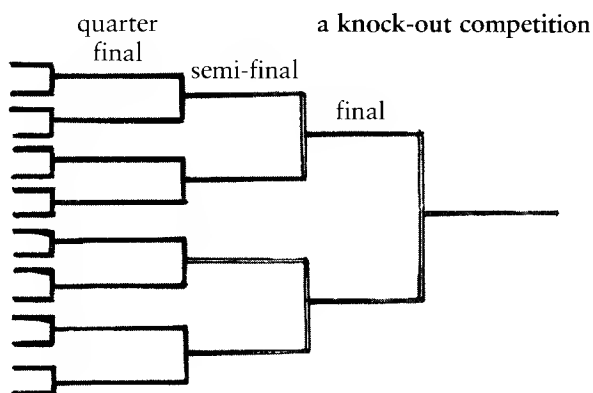 quarter
final
a knock-out competition
semi-final
final